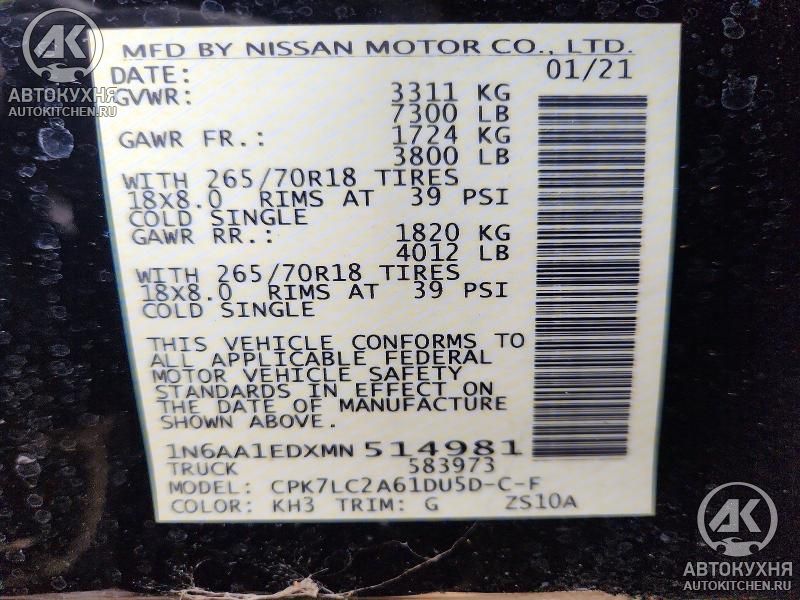 MFD BY NISSAN MOTOR CO., LTD.
DATE: 01/21
GVWR: 3311 KG
7300 LB
GAWR FR.: 1724 KG
3800 LB
WITH 265/70R18 TIRES
18X8.0 RIMS AT 39 PSI
COLD SINGLE
GAWR RR.: 1820 KG
4012 LB
WITH 265/70R18 TIRES
18X8.0 RIMS AT 39 PSI
COLD SINGLE
THIS VEHICLE CONFORMS TO
ALL APPLICABLE FEDERAL
MOTOR VEHICLE SAFETY
STANDARDS IN EFFECT ON
THE DATE OF MANUFACTURE
SHOWN ABOVE.
1N6AA1EDXMN514981
TRUCK 583973
MODEL: CPK7LC2A61DU5D-C-F
COLOR: KH3 TRIM: G ZS10A
АК
АВТОКУХНЯ
AUTOKITCHEN.RU
АК
АВТОКУХНЯ
AUTOKITCHEN.RU